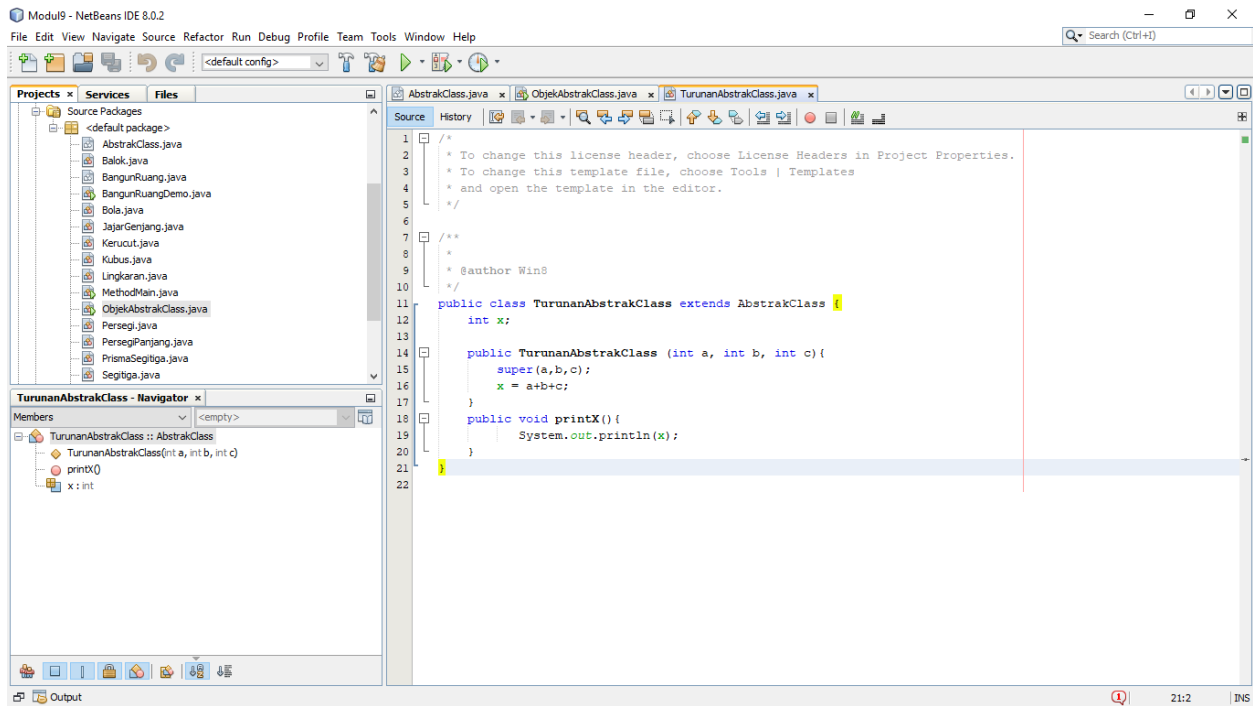 Modul9 - NetBeans IDE 8.0.2
File Edit View Navigate Source Refactor Run Debug Profile Team Tools Window Help
Search (Ctrl+I)
<default config>
Projects x Services Files
Source Packages
<default package>
AbstrakClass.java
Balok.java
BangunRuang.java
BangunRuangDemo.java
Bola.java
JajarGenjang.java
Kerucut.java
Kubus.java
Lingkaran.java
MethodMain.java
ObjekAbstrakClass.java
Persegi.java
PersegiPanjang.java
PrismaSegitiga.java
Segitiga.java
TurunanAbstrakClass - Navigator x
Members <empty>
TurunanAbstrakClass :: AbstrakClass
TurunanAbstrakClass(int a, int b, int c)
printX()
x : int
AbstrakClass.java x ObjekAbstrakClass.java x TurunanAbstrakClass.java x
Source History
1 /*
2 * To change this license header, choose License Headers in Project Properties.
3 * To change this template file, choose Tools | Templates
4 * and open the template in the editor.
5 */
6
7 /**
8 *
9 * @author Win8
10 */
11 public class TurunanAbstrakClass extends AbstrakClass {
12 int x;
13
14 public TurunanAbstrakClass (int a, int b, int c){
15 super(a,b,c);
16 x = a+b+c;
17 }
18 public void printX(){
19 System.out.println(x);
20 }
21 }
22
Output
1
21:2 INS